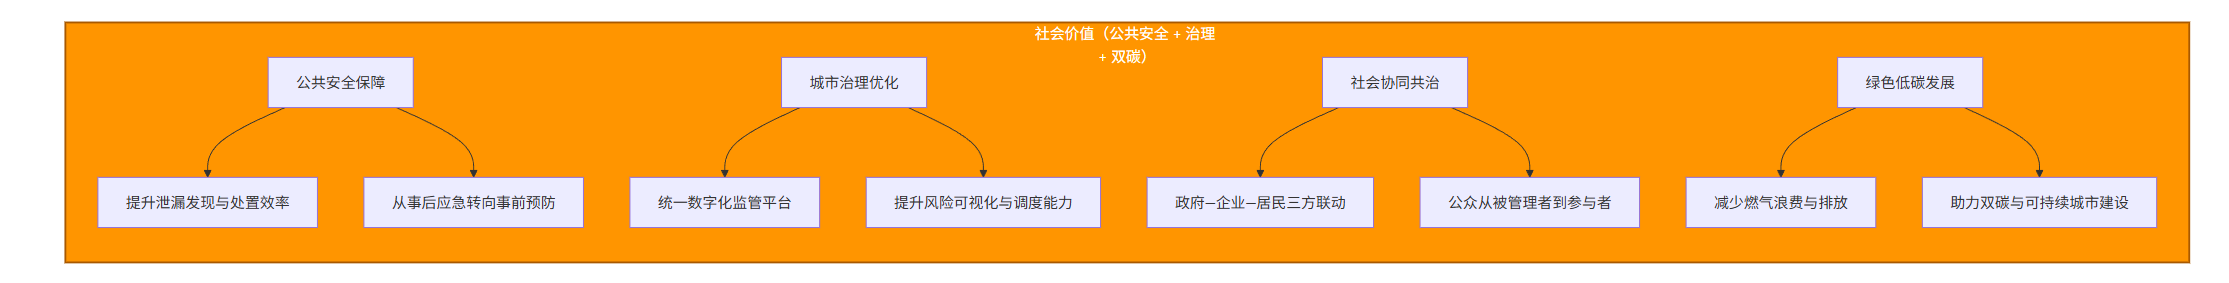 社会价值（公共安全 + 治理
+ 双碳）
公共安全保障
城市治理优化
社会协同共治
绿色低碳发展
提升泄漏发现与处置效率
从事后应急转向事前预防
统一数字化监管平台
提升风险可视化与调度能力
政府—企业—居民三方联动
公众从被管理者到参与者
减少燃气浪费与排放
助力双碳与可持续城市建设